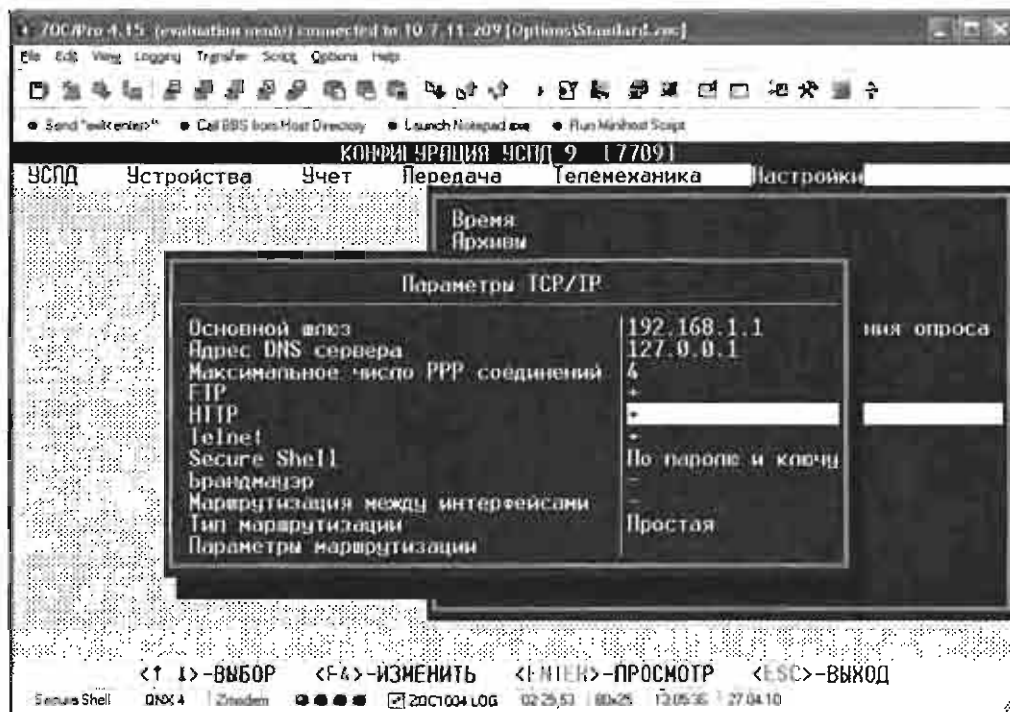 ZOC/Pro 4.15 (evaluation mode) connected to 10.7.11.209 [Options\Standard.zoc]
File Edit View Logging Transfer Script Options Help
Send "exit<enter>" Call BBS from Host Directory Launch Notepad.exe Run Minihost Script
КОНФИГУРАЦИЯ УСПД 9 [7709]
УСПД Устройства Учет Передача Телемеханика Настройки
Время
Архивы
Параметры TCP/IP
Основной шлюз 192.168.1.1 ния опроса
Адрес DNS сервера 127.0.0.1
Максимальное число PPP соединений 4
FTP +
HTTP +
Telnet +
Secure Shell По паролю и ключу
Брандмауэр -
Маршрутизация между интерфейсами -
Тип маршрутизации Простая
Параметры маршрутизации
<↑ ↓>-ВЫБОР <F4>-ИЗМЕНИТЬ <ENTER>-ПРОСМОТР <ESC>-ВЫХОД
Secure Shell QNX4 Zmodem ZOC1004.LOG 02:25:53 80x25 27.04.10